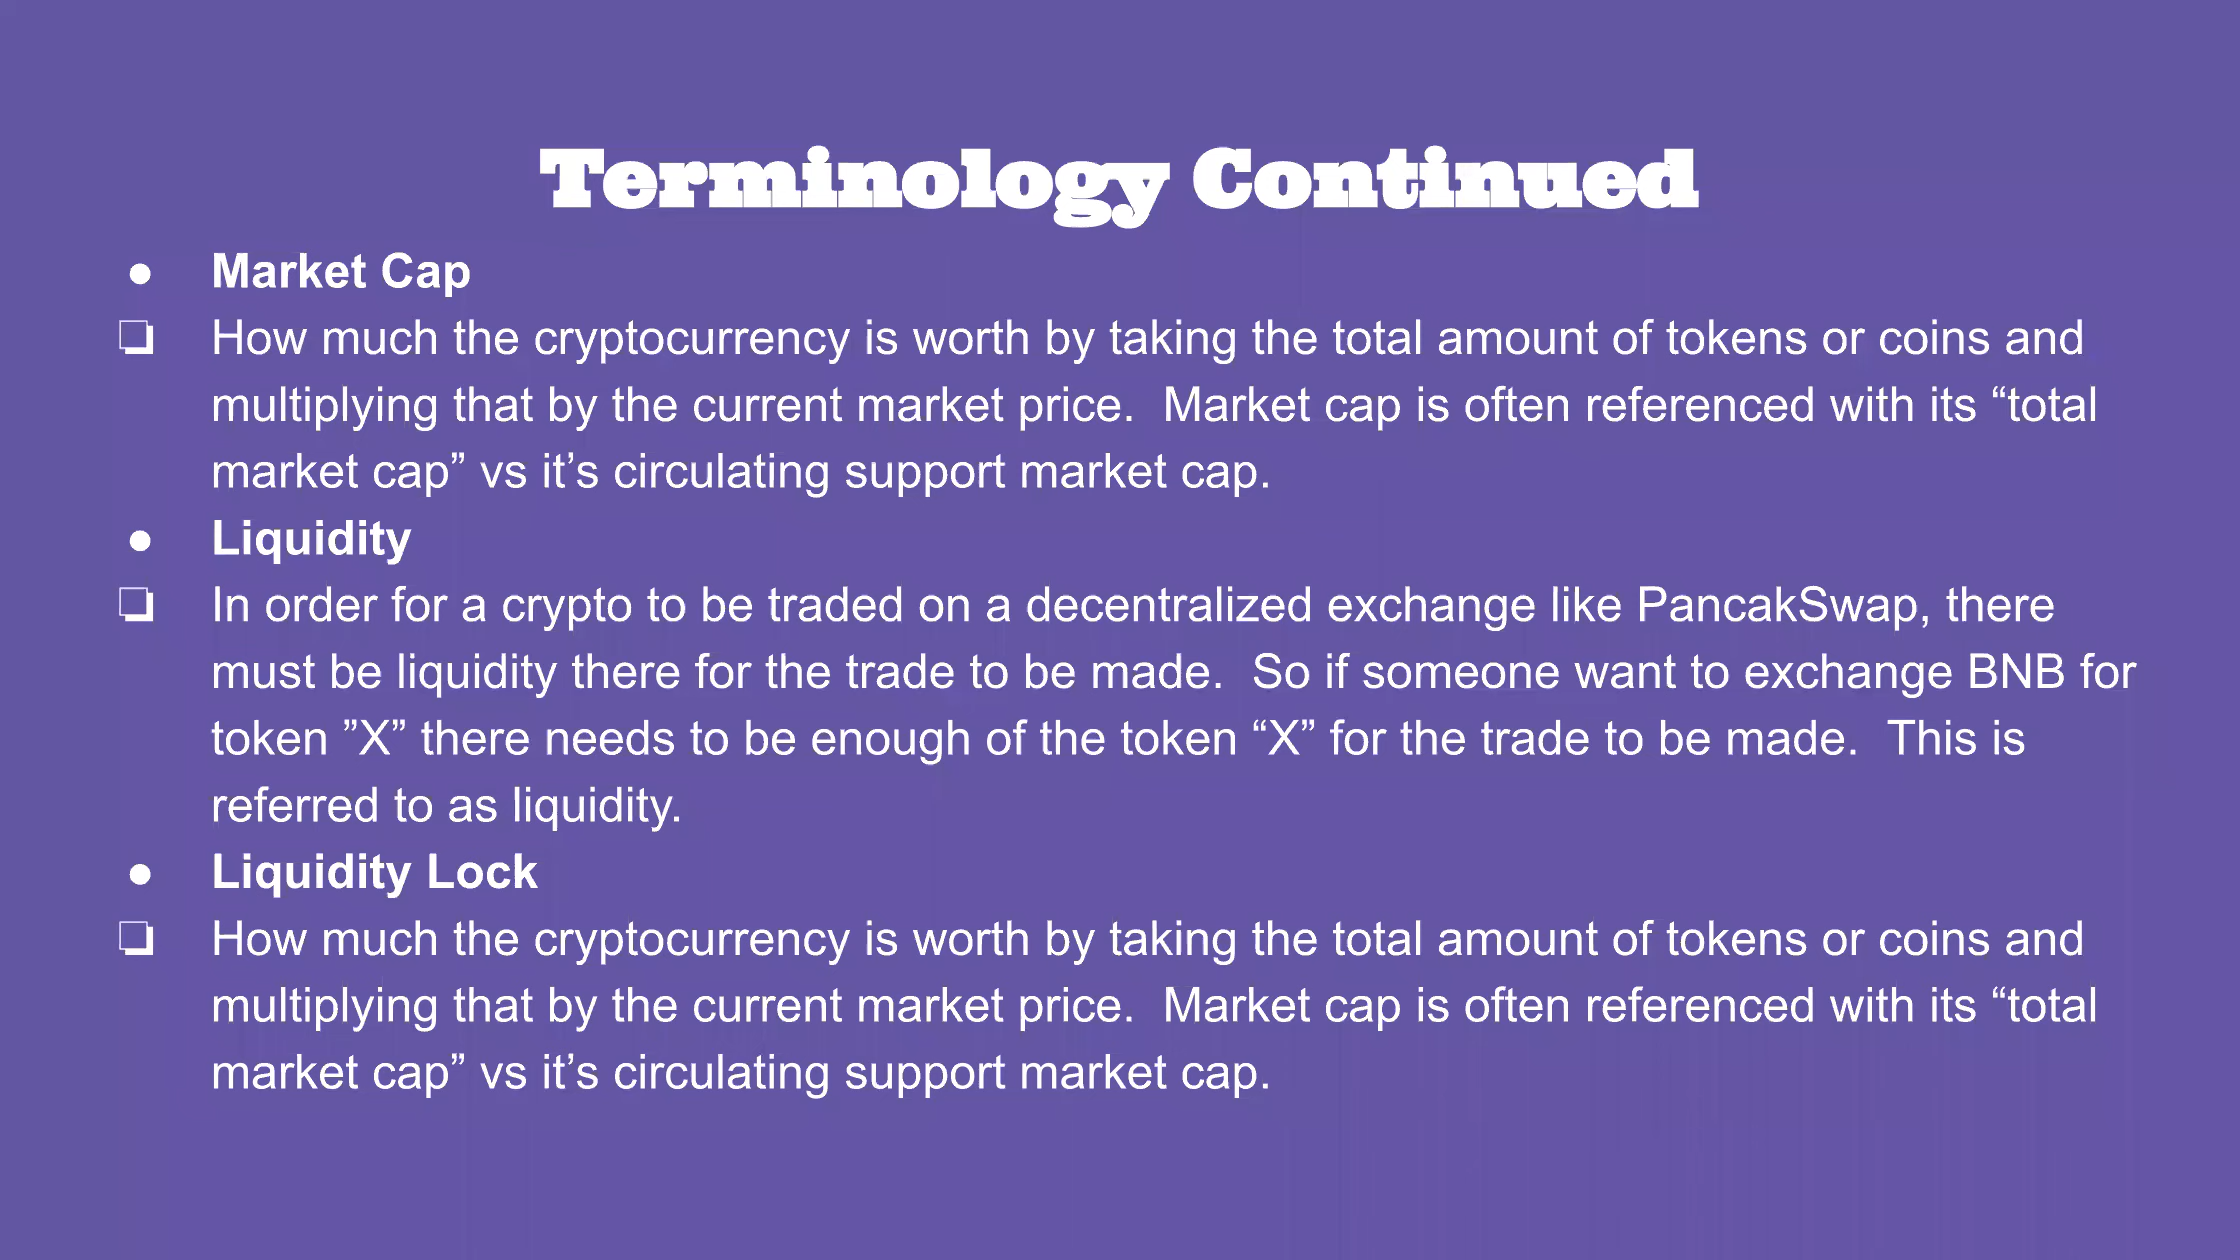 Terminology Continued
● Market Cap
❏ How much the cryptocurrency is worth by taking the total amount of tokens or coins and
multiplying that by the current market price.  Market cap is often referenced with its “total
market cap” vs it’s circulating support market cap.
● Liquidity
❏ In order for a crypto to be traded on a decentralized exchange like PancakSwap, there
must be liquidity there for the trade to be made.  So if someone want to exchange BNB for
token ”X” there needs to be enough of the token “X” for the trade to be made.  This is
referred to as liquidity.
● Liquidity Lock
❏ How much the cryptocurrency is worth by taking the total amount of tokens or coins and
multiplying that by the current market price.  Market cap is often referenced with its “total
market cap” vs it’s circulating support market cap.